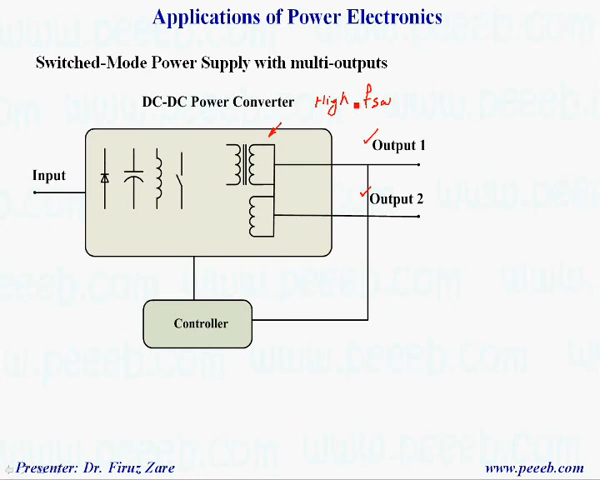 Applications of Power Electronics
Switched-Mode Power Supply with multi-outputs
DC-DC Power Converter
High fsw
Output 1
Input
Output 2
Controller
Presenter: Dr. Firuz Zare
www.peeeb.com